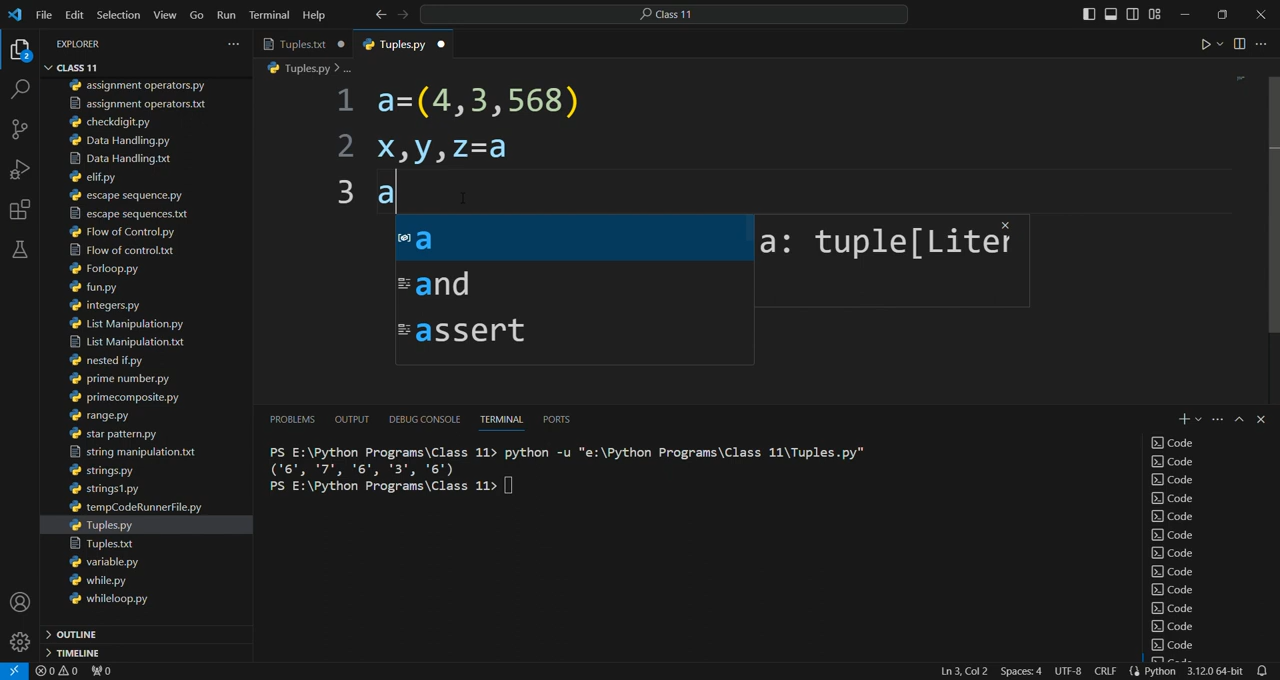 File Edit Selection View Go Run Terminal Help
Class 11
EXPLORER
Tuples.txt
Tuples.py
CLASS 11
Tuples.py > ...
assignment operators.py
assignment operators.txt
checkdigit.py
Data Handling.py
Data Handling.txt
elif.py
escape sequence.py
escape sequences.txt
Flow of Control.py
Flow of control.txt
Forloop.py
fun.py
integers.py
List Manipulation.py
List Manipulation.txt
nested if.py
prime number.py
primecomposite.py
range.py
star pattern.py
string manipulation.txt
strings.py
strings1.py
tempCodeRunnerFile.py
Tuples.py
Tuples.txt
variable.py
while.py
whileloop.py
OUTLINE
TIMELINE
1 a=(4,3,568)
2 x,y,z=a
3 a
a
and
assert
a: tuple[Liter
PROBLEMS OUTPUT DEBUG CONSOLE TERMINAL PORTS
PS E:\Python Programs\Class 11> python -u "e:\Python Programs\Class 11\Tuples.py"
('6', '7', '6', '3', '6')
PS E:\Python Programs\Class 11>
Code
Code
Code
Code
Code
Code
Code
Code
Code
Code
Code
Code
2
0 0 0
Ln 3, Col 2 Spaces: 4 UTF-8 CRLF Python 3.12.0 64-bit